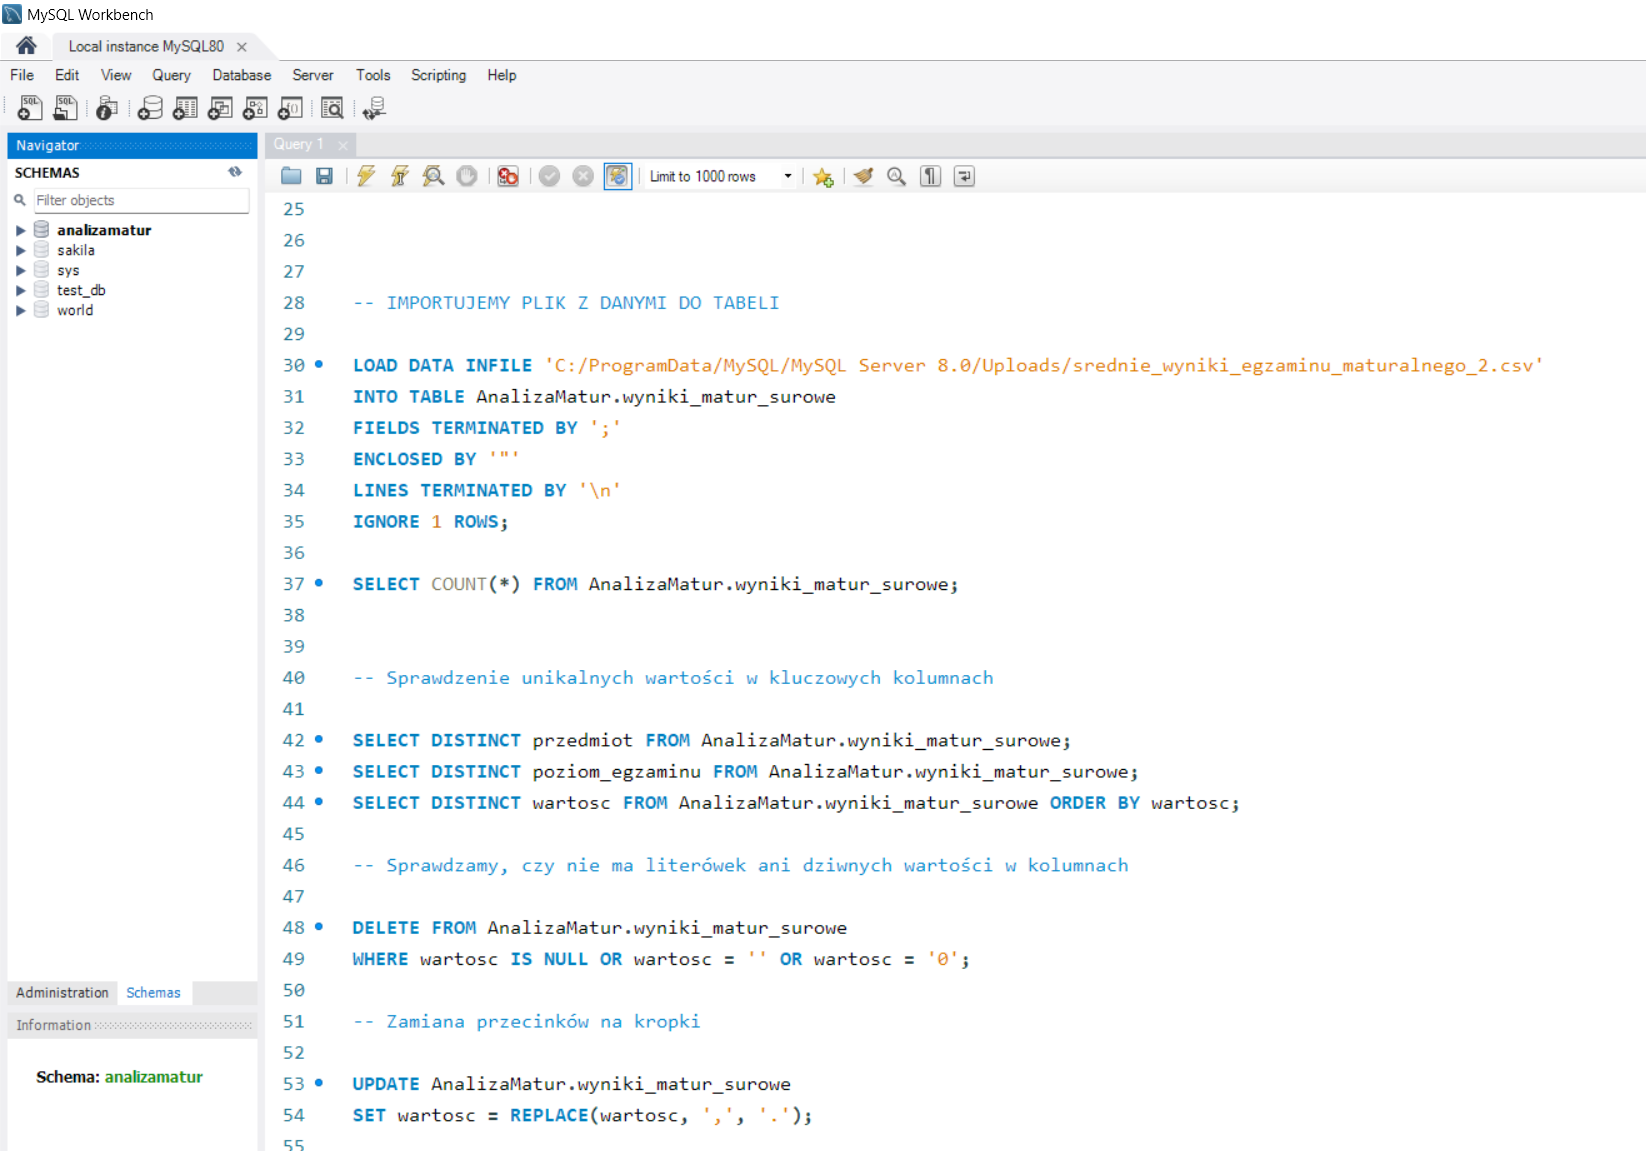 MySQL Workbench
Local instance MySQL80
File Edit View Query Database Server Tools Scripting Help
Navigator
SCHEMAS
Filter objects
analizamatur
sakila
sys
test_db
world
Administration Schemas
Information
Schema: analizamatur
Query 1
Limit to 1000 rows
25
26
27
28 -- IMPORTUJEMY PLIK Z DANYMI DO TABELI
29
30 LOAD DATA INFILE 'C:/ProgramData/MySQL/MySQL Server 8.0/Uploads/srednie_wyniki_egzaminu_maturalnego_2.csv'
31 INTO TABLE AnalizaMatur.wyniki_matur_surowe
32 FIELDS TERMINATED BY ';'
33 ENCLOSED BY '"'
34 LINES TERMINATED BY '\n'
35 IGNORE 1 ROWS;
36
37 SELECT COUNT(*) FROM AnalizaMatur.wyniki_matur_surowe;
38
39
40 -- Sprawdzenie unikalnych wartości w kluczowych kolumnach
41
42 SELECT DISTINCT przedmiot FROM AnalizaMatur.wyniki_matur_surowe;
43 SELECT DISTINCT poziom_egzaminu FROM AnalizaMatur.wyniki_matur_surowe;
44 SELECT DISTINCT wartosc FROM AnalizaMatur.wyniki_matur_surowe ORDER BY wartosc;
45
46 -- Sprawdzamy, czy nie ma literówek ani dziwnych wartości w kolumnach
47
48 DELETE FROM AnalizaMatur.wyniki_matur_surowe
49 WHERE wartosc IS NULL OR wartosc = '' OR wartosc = '0';
50
51 -- Zamiana przecinków na kropki
52
53 UPDATE AnalizaMatur.wyniki_matur_surowe
54 SET wartosc = REPLACE(wartosc, ',', '.');
55